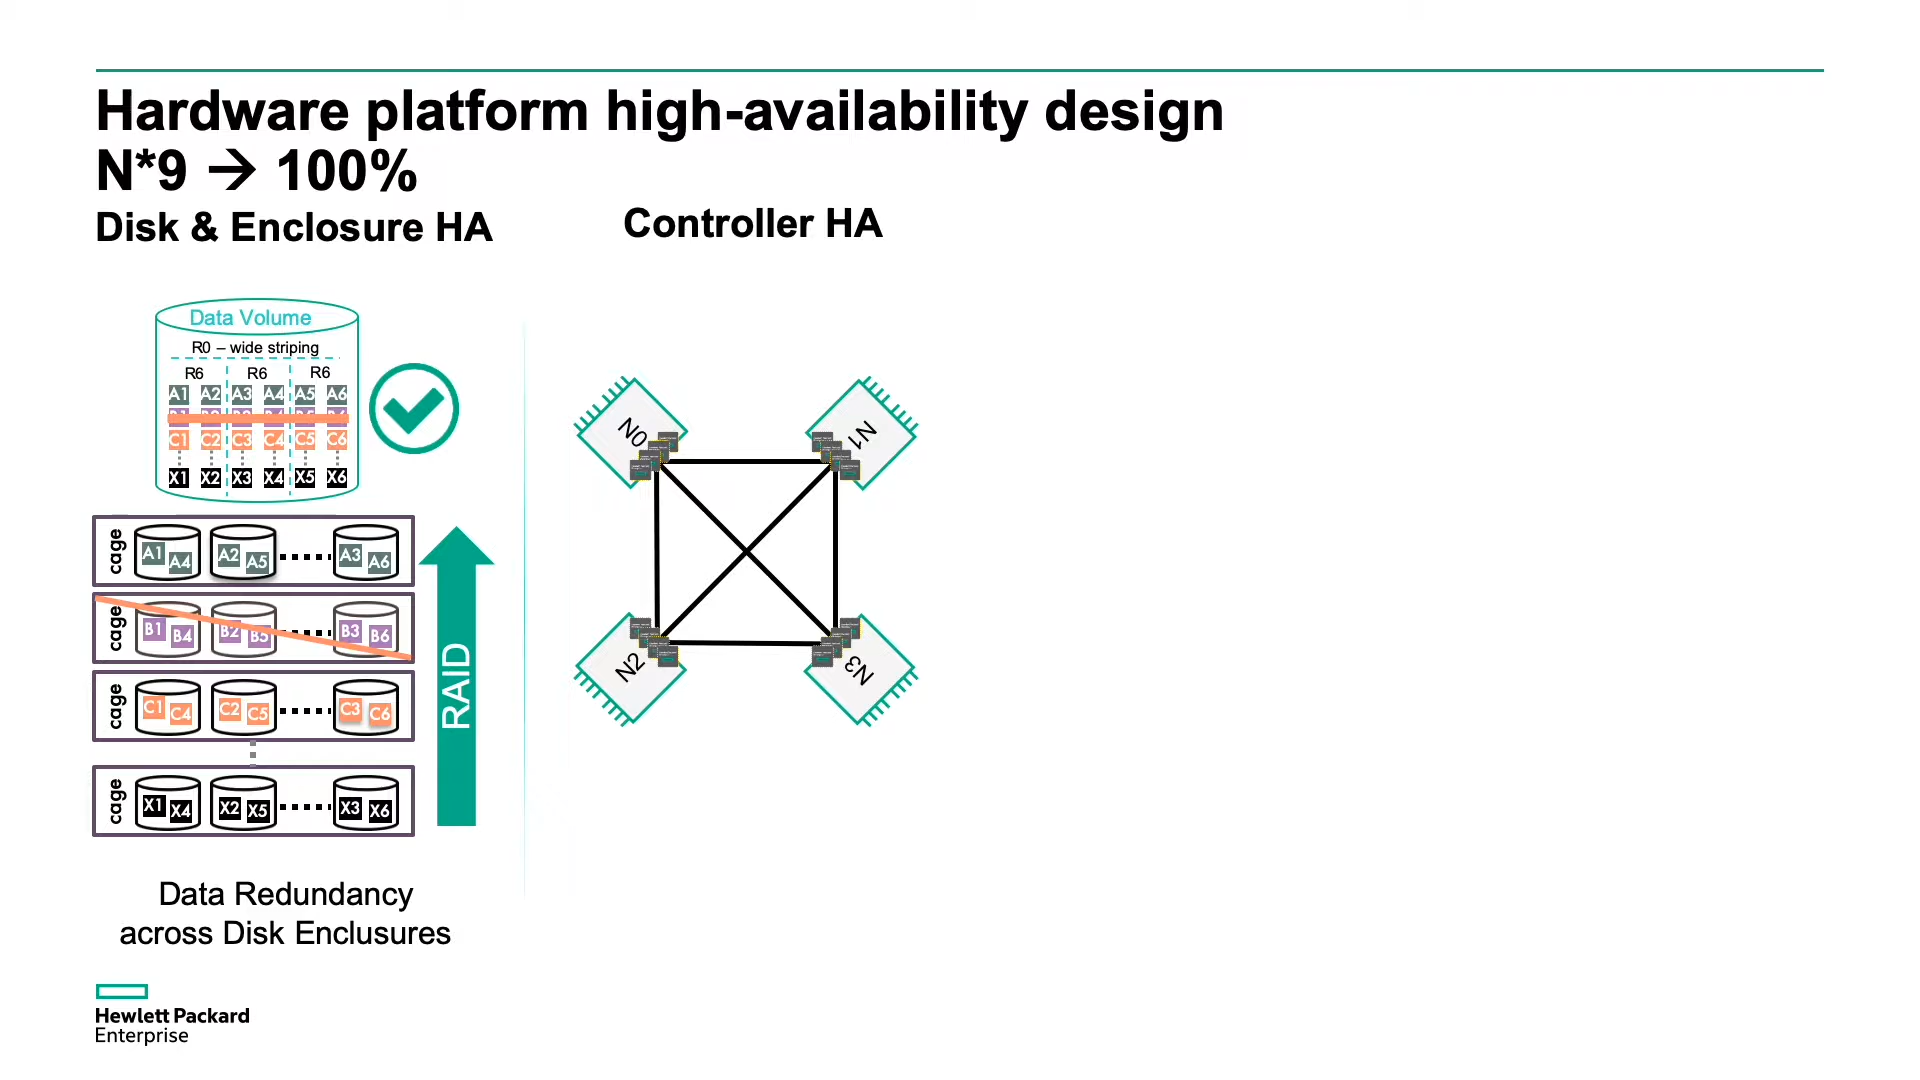 Hardware platform high-availability design
N*9 → 100%
Disk & Enclosure HA
Controller HA
Data Volume
R0 – wide striping
R6 R6 R6
A1 A2 A3 A4 A5 A6
C1 C2 C3 C4 C5 C6
X1 X2 X3 X4 X5 X6
cage A1 A4 A2 A5 A3 A6
cage B1 B4 B2 B5 B3 B6
cage C1 C4 C2 C5 C3 C6
cage X1 X4 X2 X5 X3 X6
RAID
N0
N1
N2
N3
Data Redundancy
across Disk Enclusures
Hewlett Packard
Enterprise